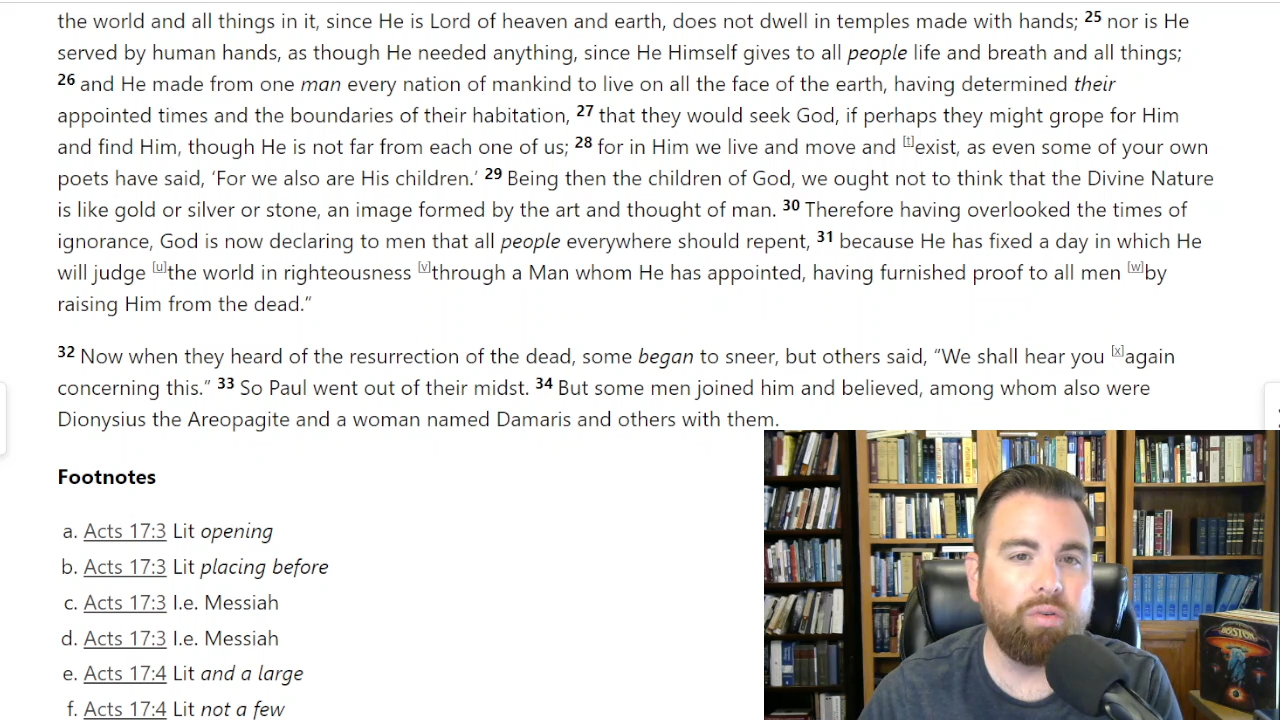 the world and all things in it, since He is Lord of heaven and earth, does not dwell in temples made with hands; 25 nor is He
served by human hands, as though He needed anything, since He Himself gives to all people life and breath and all things;
26 and He made from one man every nation of mankind to live on all the face of the earth, having determined their
appointed times and the boundaries of their habitation, 27 that they would seek God, if perhaps they might grope for Him
and find Him, though He is not far from each one of us; 28 for in Him we live and move and [t]exist, as even some of your own
poets have said, ‘For we also are His children.’ 29 Being then the children of God, we ought not to think that the Divine Nature
is like gold or silver or stone, an image formed by the art and thought of man. 30 Therefore having overlooked the times of
ignorance, God is now declaring to men that all people everywhere should repent, 31 because He has fixed a day in which He
will judge [u]the world in righteousness [v]through a Man whom He has appointed, having furnished proof to all men [w]by
raising Him from the dead.”
32 Now when they heard of the resurrection of the dead, some began to sneer, but others said, “We shall hear you [x]again
concerning this.” 33 So Paul went out of their midst. 34 But some men joined him and believed, among whom also were
Dionysius the Areopagite and a woman named Damaris and others with them.
Footnotes
a. Acts 17:3 Lit opening
b. Acts 17:3 Lit placing before
c. Acts 17:3 I.e. Messiah
d. Acts 17:3 I.e. Messiah
e. Acts 17:4 Lit and a large
f. Acts 17:4 Lit not a few
BOSTON